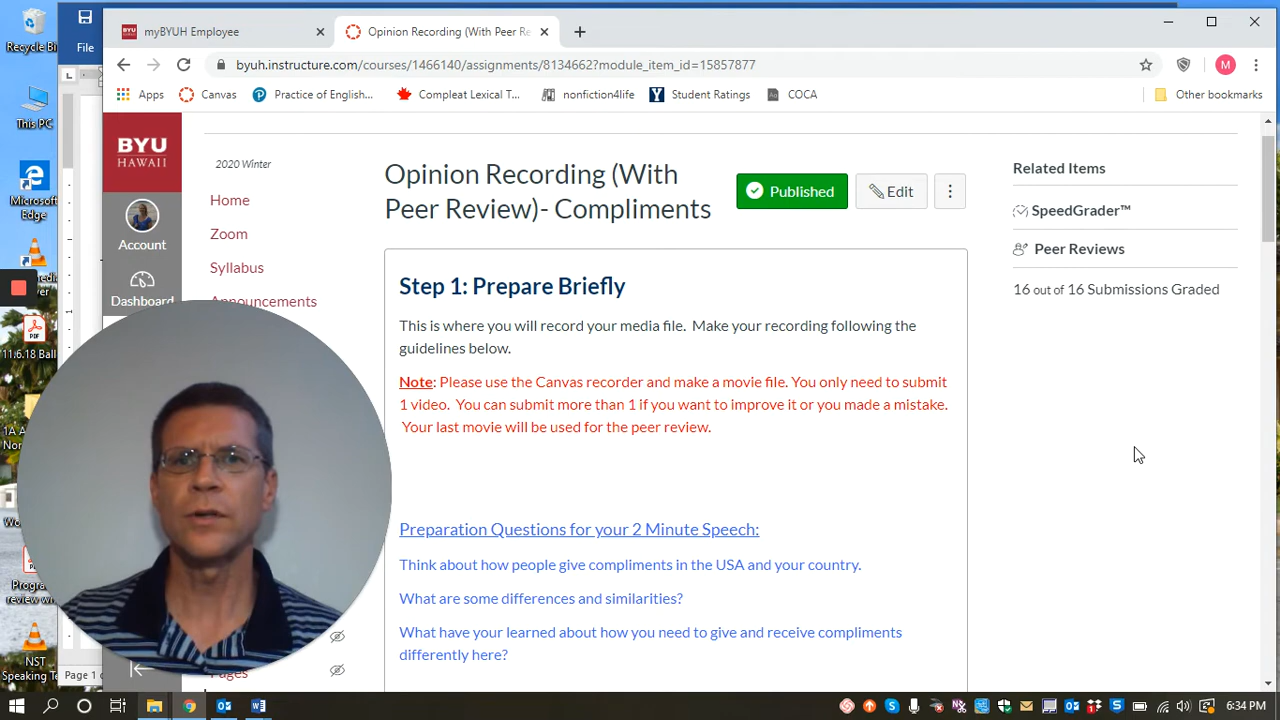 Recycle Bin
File
myBYUH Employee
Opinion Recording (With Peer Re
byuh.instructure.com/courses/1466140/assignments/8134662?module_item_id=15857877
M
Apps
Canvas
Practice of English...
Compleat Lexical T...
nonfiction4life
Student Ratings
COCA
Other bookmarks
This PC
Microsoft
Edge
BYU
HAWAII
Account
Dashboard
2020 Winter
Home
Zoom
Syllabus
Announcements
Pages
Opinion Recording (With
Peer Review)- Compliments
Published
Edit
Related Items
SpeedGrader™
Peer Reviews
16 out of 16 Submissions Graded
Step 1: Prepare Briefly
This is where you will record your media file. Make your recording following the
guidelines below.
Note: Please use the Canvas recorder and make a movie file. You only need to submit
1 video. You can submit more than 1 if you want to improve it or you made a mistake.
Your last movie will be used for the peer review.
Preparation Questions for your 2 Minute Speech:
Think about how people give compliments in the USA and your country.
What are some differences and similarities?
What have your learned about how you need to give and receive compliments
differently here?
11.6.18 Ball
NST
Speaking Te
Page 1
6:34 PM